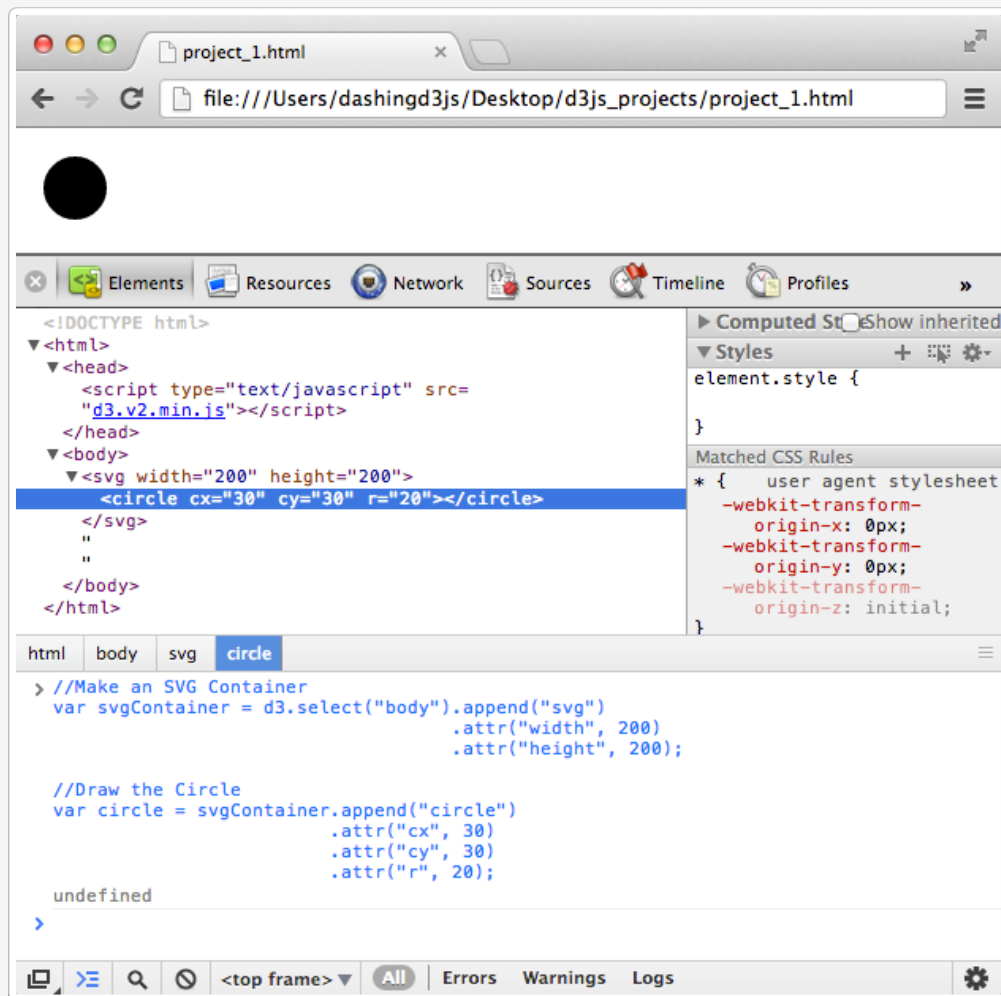 project_1.html
file:///Users/dashingd3js/Desktop/d3js_projects/project_1.html
Elements Resources Network Sources Timeline Profiles »
<!DOCTYPE html>
<html>
<head>
<script type="text/javascript" src=
"d3.v2.min.js"></script>
</head>
<body>
<svg width="200" height="200">
<circle cx="30" cy="30" r="20"></circle>
</svg>
"
"
</body>
</html>
Computed St Show inherited
Styles
element.style {
}
Matched CSS Rules
* { user agent stylesheet
-webkit-transform-
origin-x: 0px;
-webkit-transform-
origin-y: 0px;
-webkit-transform-
origin-z: initial;
}
html body svg circle
> //Make an SVG Container
var svgContainer = d3.select("body").append("svg")
.attr("width", 200)
.attr("height", 200);
//Draw the Circle
var circle = svgContainer.append("circle")
.attr("cx", 30)
.attr("cy", 30)
.attr("r", 20);
undefined
>
<top frame> All Errors Warnings Logs